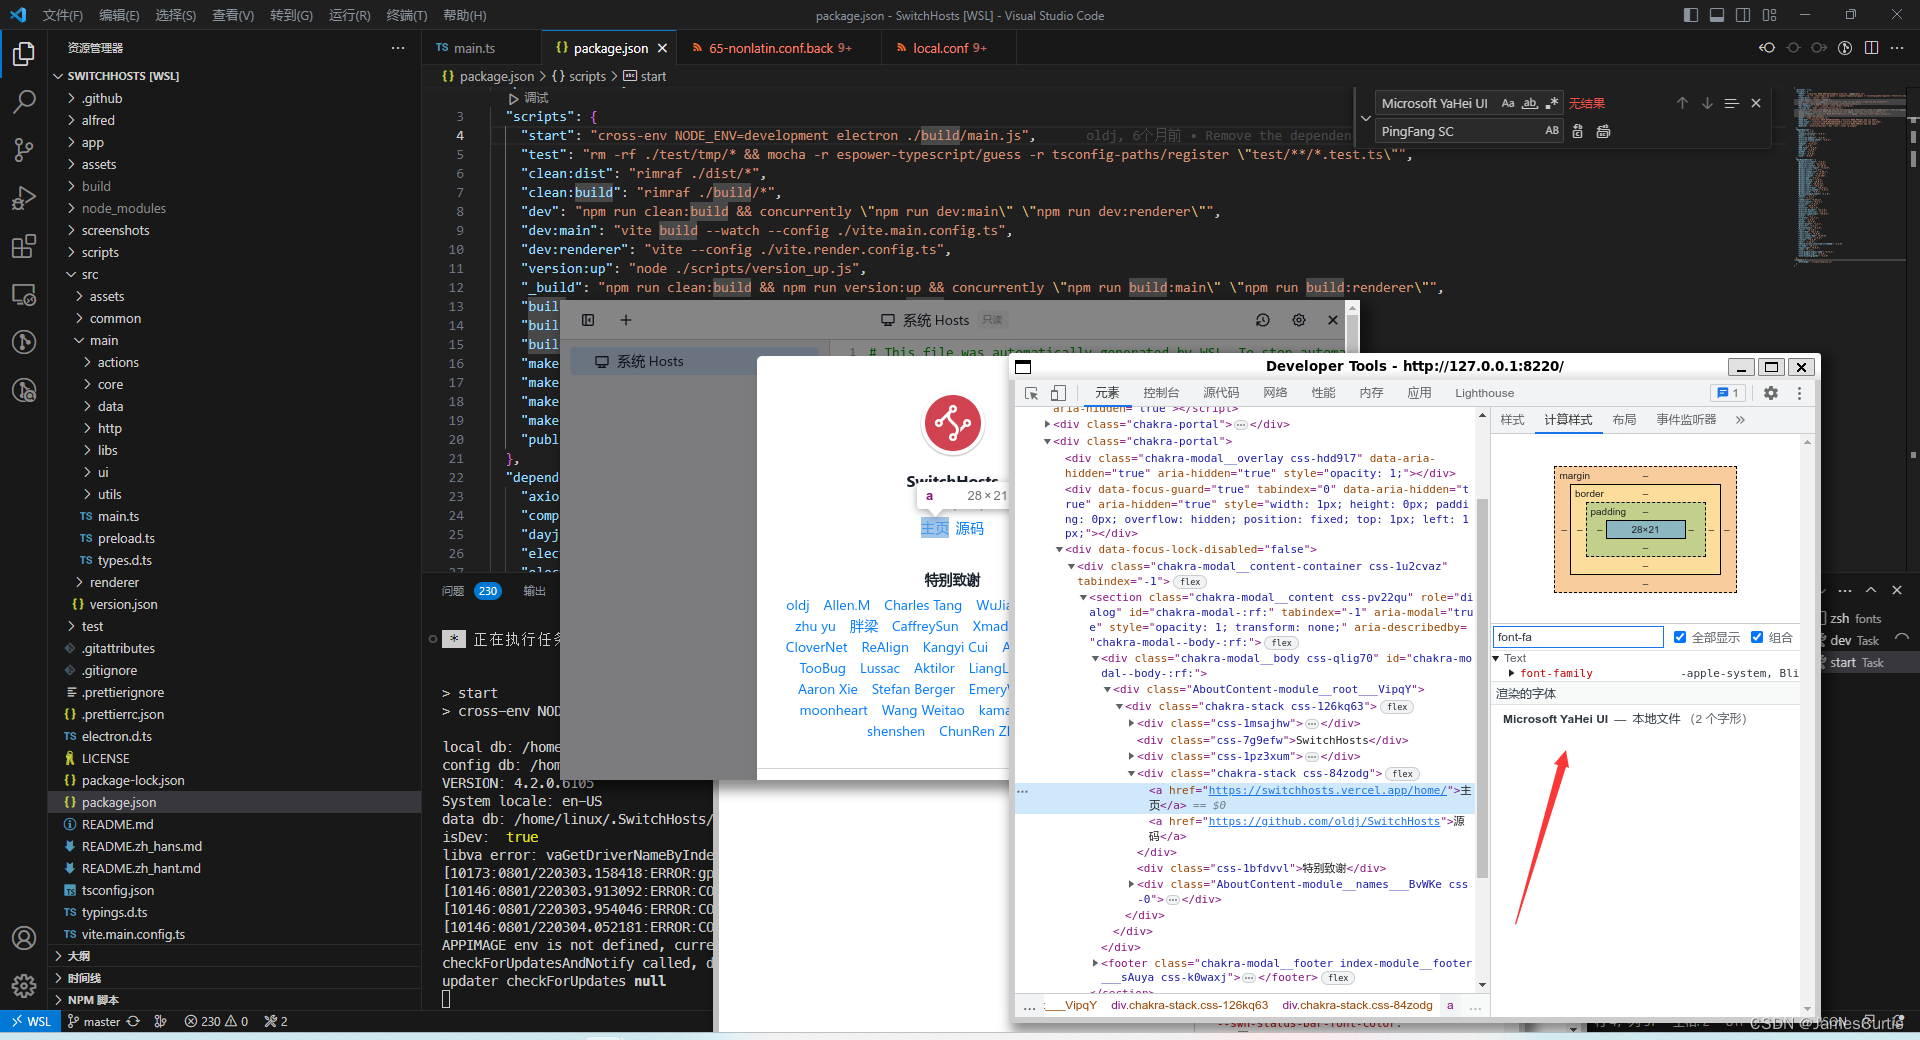 文件(F) 编辑(E) 选择(S) 查看(V) 转到(G) 运行(R) 终端(T) 帮助(H)
package.json - SwitchHosts [WSL] - Visual Studio Code
资源管理器
SWITCHHOSTS [WSL]
.github
alfred
app
assets
build
node_modules
screenshots
scripts
src
assets
common
main
actions
core
data
http
libs
ui
utils
TS main.ts
TS preload.ts
TS types.d.ts
renderer
{} version.json
test
.gitattributes
.gitignore
.prettierignore
{} .prettierrc.json
TS electron.d.ts
LICENSE
{} package-lock.json
{} package.json
README.md
README.zh_hans.md
README.zh_hant.md
tsconfig.json
TS typings.d.ts
TS vite.main.config.ts
大纲
时间线
NPM 脚本
TS main.ts
{} package.json
65-nonlatin.conf.back 9+
local.conf 9+
{} package.json > {} scripts > start
Microsoft YaHei UI Aa ab 无结果
PingFang SC AB
调试
3 "scripts": {
4 "start": "cross-env NODE_ENV=development electron ./build/main.js", oldj, 6个月前 • Remove the dependen
5 "test": "rm -rf ./test/tmp/* && mocha -r espower-typescript/guess -r tsconfig-paths/register \"test/**/*.test.ts\"",
6 "clean:dist": "rimraf ./dist/*",
7 "clean:build": "rimraf ./build/*",
8 "dev": "npm run clean:build && concurrently \"npm run dev:main\" \"npm run dev:renderer\"",
9 "dev:main": "vite build --watch --config ./vite.main.config.ts",
10 "dev:renderer": "vite --config ./vite.render.config.ts",
11 "version:up": "node ./scripts/version_up.js",
12 "_build": "npm run clean:build && npm run version:up && concurrently \"npm run build:main\" \"npm run build:renderer\"",
13 "buil
14 "buil
15 "buil
16 "make
17 "make
18 "make
19 "make
20 "publ
21 },
22 "depend
23 "axio
24 "comp
25 "dayj
26 "elec
27
问题 230 输出
* 正在执行任务
> start
> cross-env NOD
local db: /home
config db: /hom
VERSION: 4.2.0.6105
System locale: en-US
data db: /home/linux/.SwitchHosts/
isDev: true
libva error: vaGetDriverNameByInde
[10173:0801/220303.158418:ERROR:gp
[10146:0801/220303.913092:ERROR:CO
[10146:0801/220303.954046:ERROR:CO
[10146:0801/220304.052181:ERROR:CO
APPIMAGE env is not defined, curre
checkForUpdatesAndNotify called, d
updater checkForUpdates null
zsh fonts
dev Task
start Task
系统 Hosts 只读
系统 Hosts
1 # This file was automatically generated by WSL. To stop automa
SwitchHosts
a 28×21
主页 源码
特别致谢
oldj Allen.M Charles Tang WuJia
zhu yu 胖梁 CaffreySun Xmad
CloverNet ReAlign Kangyi Cui A
TooBug Lussac Aktilor LiangL
Aaron Xie Stefan Berger EmeryW
moonheart Wang Weitao kama
shenshen ChunRen Zh
Developer Tools - http://127.0.0.1:8220/
元素 控制台 源代码 网络 性能 内存 应用 Lighthouse 1
aria-hidden="true"></script>
<div class="chakra-portal">…</div>
<div class="chakra-portal">
<div class="chakra-modal__overlay css-hdd9l7" data-aria-
hidden="true" aria-hidden="true" style="opacity: 1;"></div>
<div data-focus-guard="true" tabindex="0" data-aria-hidden="t
rue" aria-hidden="true" style="width: 1px; height: 0px; paddi
ng: 0px; overflow: hidden; position: fixed; top: 1px; left: 1
px;"></div>
<div data-focus-lock-disabled="false">
<div class="chakra-modal__content-container css-1u2cvaz"
tabindex="-1"> flex
<section class="chakra-modal__content css-pv22qu" role="di
alog" id="chakra-modal-:rf:" tabindex="-1" aria-modal="tru
e" style="opacity: 1; transform: none;" aria-describedby=
"chakra-modal--body-:rf:"> flex
<div class="chakra-modal__body css-qlig70" id="chakra-mo
dal--body-:rf:">
<div class="AboutContent-module__root___VipqY">
<div class="chakra-stack css-126kq63"> flex
<div class="css-1msajhw">…</div>
<div class="css-7g9efw">SwitchHosts</div>
<div class="css-1pz3xum">…</div>
<div class="chakra-stack css-84zodg"> flex
<a href="https://switchhosts.vercel.app/home/">主
页</a> == $0
<a href="https://github.com/oldj/SwitchHosts">源
码</a>
</div>
<div class="css-1bfdvvl">特别致谢</div>
<div class="AboutContent-module__names___BvWKe css
-0">…</div>
</div>
</div>
</div>
<footer class="chakra-modal__footer index-module__footer
___sAuya css-k0waxj">…</footer> flex
</section>
… t___VipqY div.chakra-stack.css-126kq63 div.chakra-stack.css-84zodg a …
样式 计算样式 布局 事件监听器 »
margin –
border –
padding –
28×21
font-fa 全部显示 组合
Text
font-family -apple-system, Bli
渲染的字体
Microsoft YaHei UI — 本地文件 (2 个字形)
WSL master 230 0 2
--swh-status-bar-font-color:
CSDN @JamesCurtie